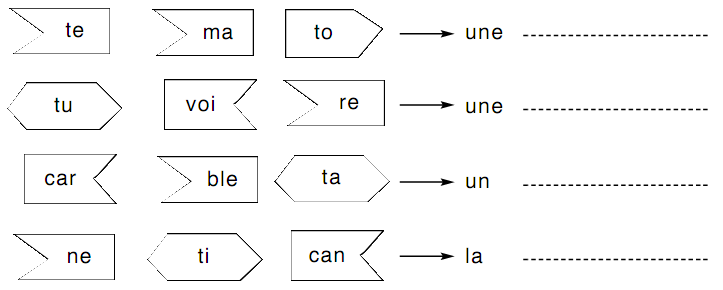 te ma to une
tu voi re une
car ble ta un
ne ti can la